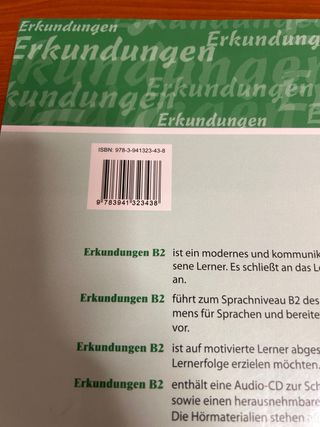 Erkundungen
Erkundungen
Erkundungen
Erkundungen
ISBN: 978-3-941323-43-8
9 783941 323438
Erkundungen B2 ist ein modernes und kommunik
sene Lerner. Es schließt an das Le
an.
Erkundungen B2 führt zum Sprachniveau B2 des
mens für Sprachen und bereite
vor.
Erkundungen B2 ist auf motivierte Lerner abges
Lernerfolge erzielen möchten.
Erkundungen B2 enthält eine Audio-CD zur Sch
sowie einen herausnehmbare
Die Hörmaterialien stehen a